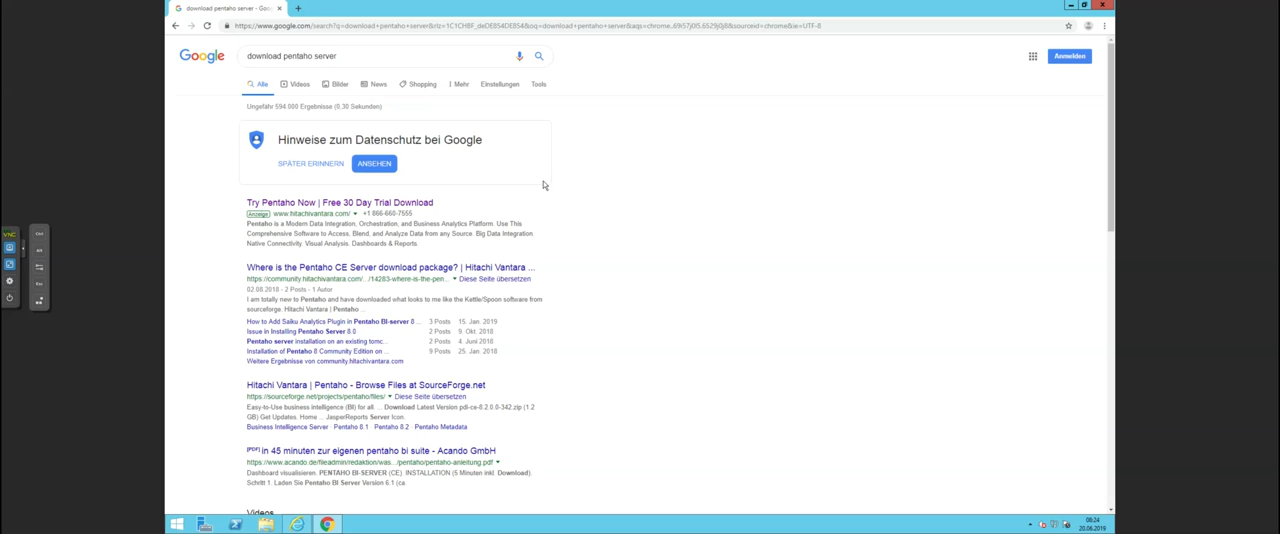 download pentaho server - Goog
https://www.google.com/search?q=download+pentaho+server&rlz=1C1CHBF_deDE854DE854&oq=download+pentaho+server&aqs=chrome..69i57j0l5.6529j0j8&sourceid=chrome&ie=UTF-8
Google
download pentaho server
Anmelden
Alle
Videos
Bilder
News
Shopping
Mehr
Einstellungen
Tools
Ungefähr 594.000 Ergebnisse (0,30 Sekunden)
Hinweise zum Datenschutz bei Google
SPÄTER ERINNERN
ANSEHEN
Try Pentaho Now | Free 30 Day Trial Download
Anzeige www.hitachivantara.com/ +1 866-660-7555
Pentaho is a Modern Data Integration, Orchestration, and Business Analytics Platform. Use This
Comprehensive Software to Access, Blend, and Analyze Data from any Source. Big Data Integration.
Native Connectivity. Visual Analysis. Dashboards & Reports.
Where is the Pentaho CE Server download package? | Hitachi Vantara ...
https://community.hitachivantara.com/.../14283-where-is-the-pen... Diese Seite übersetzen
02.08.2018 - 2 Posts - 1 Autor
I am totally new to Pentaho and have downloaded what looks to me like the Kettle/Spoon software from
sourceforge. Hitachi Vantara | Pentaho ...
How to Add Saiku Analytics Plugin in Pentaho BI-server 8 ... 3 Posts 15. Jan. 2019
Issue in Installing Pentaho Server 8.0 2 Posts 9. Okt. 2018
Pentaho server installation on an existing tomc... 2 Posts 4. Juni 2018
Installation of Pentaho 8 Community Edition on ... 9 Posts 25. Jan. 2018
Weitere Ergebnisse von community.hitachivantara.com
Hitachi Vantara | Pentaho - Browse Files at SourceForge.net
https://sourceforge.net/projects/pentaho/files/ Diese Seite übersetzen
Easy-to-Use business intelligence (BI) for all. ... Download Latest Version pdi-ce-8.2.0.0-342.zip (1.2
GB) Get Updates. Home ... JasperReports Server Icon.
Business Intelligence Server · Pentaho 8.1 · Pentaho 8.2 · Pentaho Metadata
[PDF] in 45 minuten zur eigenen pentaho bi suite - Acando GmbH
https://www.acando.de/fileadmin/redaktion/was.../pentaho/pentaho-anleitung.pdf
Dashboard visualisieren. PENTAHO BI-SERVER (CE). INSTALLATION (5 Minuten inkl. Download)
Schritt 1. Laden Sie Pentaho BI Server Version 6.1 (ca.
Videos
VNC
Ctrl
Alt
Esc
08:24
20.06.2019